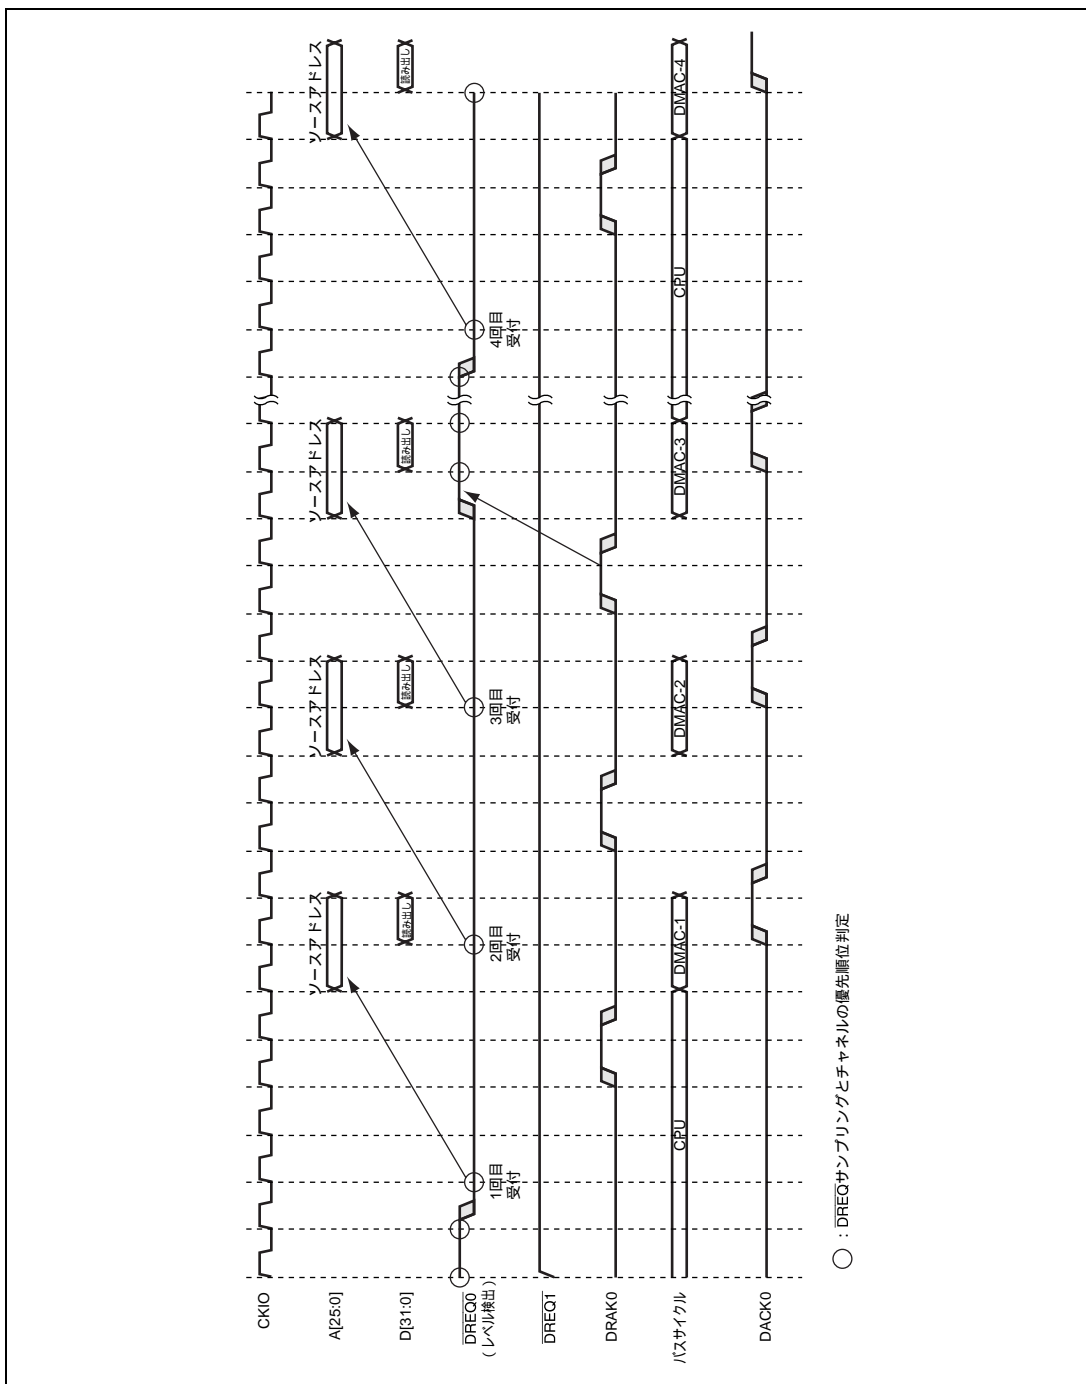 CKIO
A[25:0]
ソースアドレス
ソースアドレス
ソースアドレス
ソースアドレス
D[31:0]
読み出し
読み出し
読み出し
読み出し
DREQ0
(レベル検出)
1回目
受付
2回目
受付
3回目
受付
4回目
受付
DREQ1
DRAK0
バスサイクル
CPU
DMAC-1
DMAC-2
DMAC-3
CPU
DMAC-4
DACK0
○ : DREQサンプリングとチャネルの優先順位判定